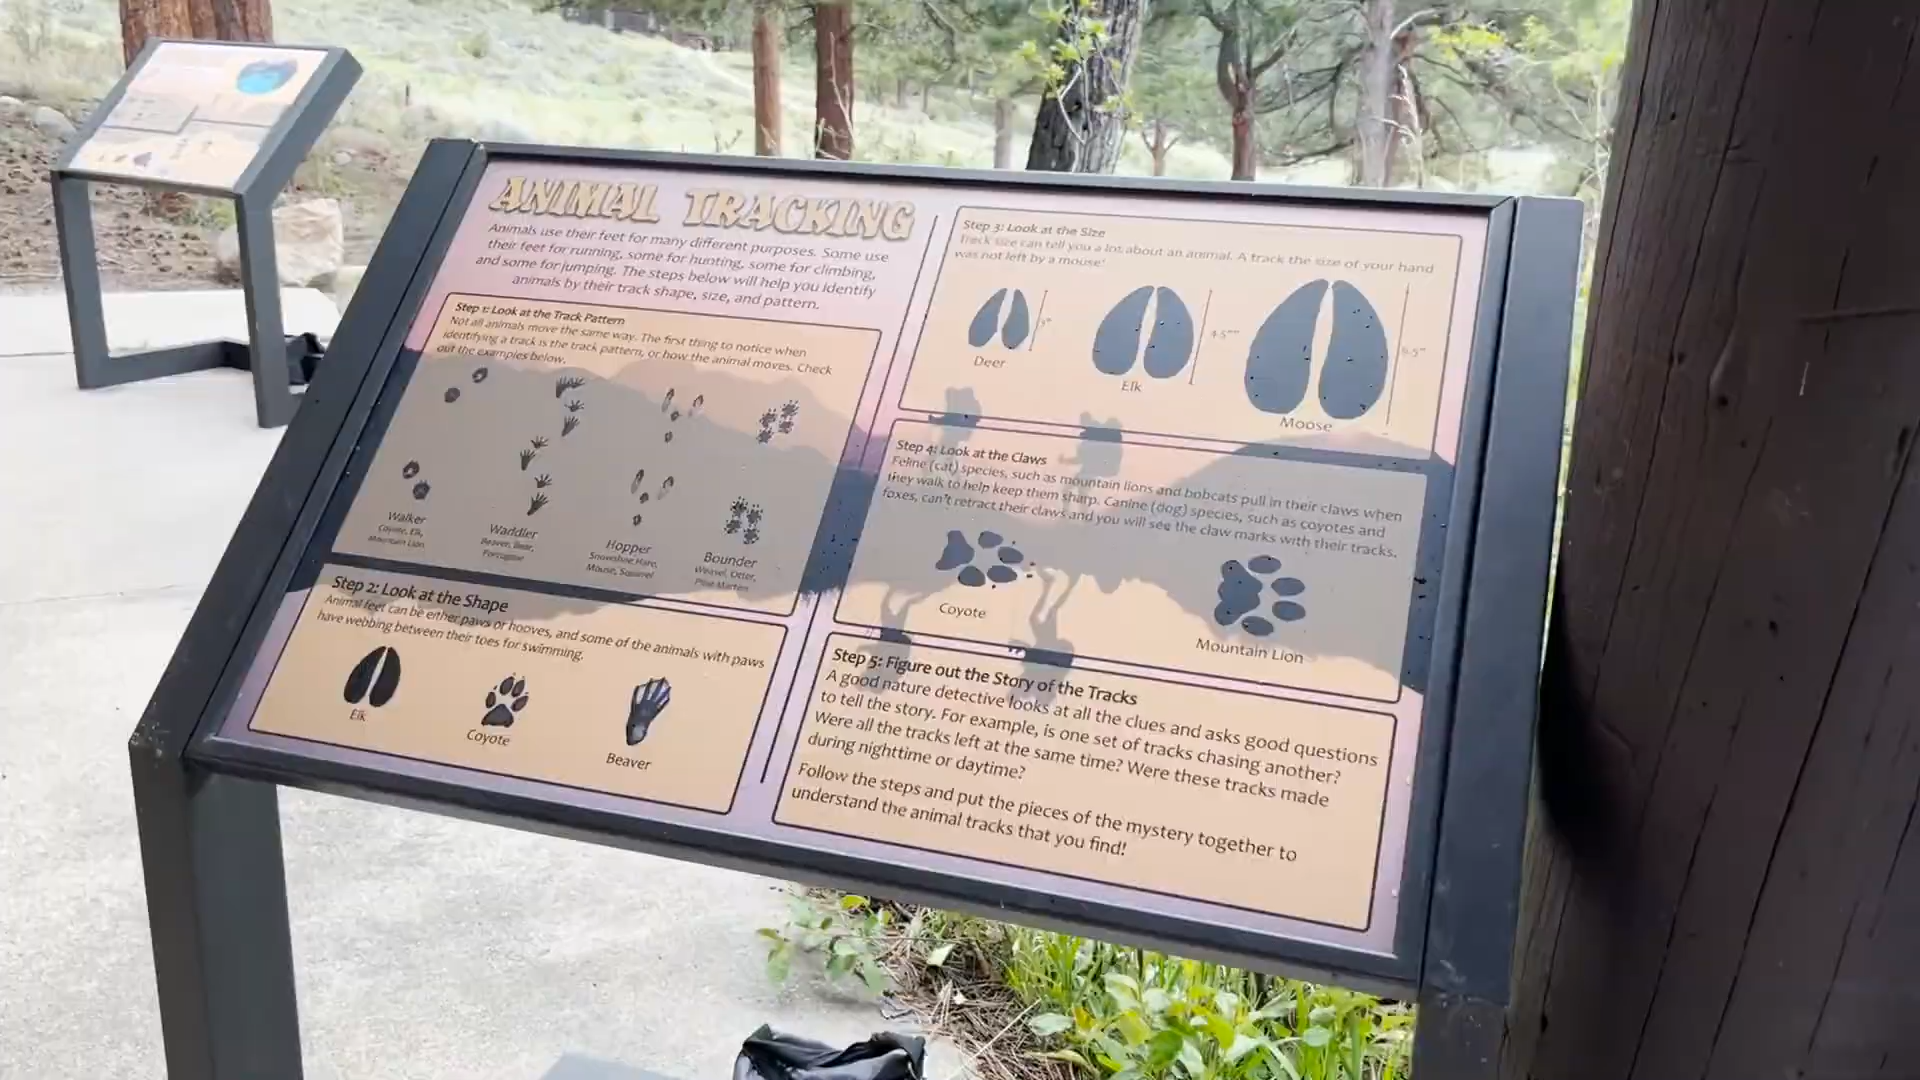 ANIMAL TRACKING
Animals use their feet for many different purposes. Some use
their feet for running, some for hunting, some for climbing,
and some for jumping. The steps below will help you identify
animals by their track shape, size, and pattern.
Step 1: Look at the Track Pattern
Not all animals move the same way. The first thing to notice when
identifying a track is the track pattern, or how the animal moves. Check
out the examples below.
Walker
Coyote, Elk,
Mountain Lion
Waddler
Beaver, Bear,
Porcupine
Hopper
Snowshoe Hare,
Mouse, Squirrel
Bounder
Weasel, Otter,
Pine Marten
Step 2: Look at the Shape
Animal feet can be either paws or hooves, and some of the animals with paws
have webbing between their toes for swimming.
Elk
Coyote
Beaver
Step 3: Look at the Size
Track size can tell you a lot about an animal. A track the size of your hand
was not left by a mouse!
3"
Deer
4.5""
Elk
6.5"
Moose
Step 4: Look at the Claws
Feline (cat) species, such as mountain lions and bobcats pull in their claws when
they walk to help keep them sharp. Canine (dog) species, such as coyotes and
foxes, can't retract their claws and you will see the claw marks with their tracks.
Coyote
Mountain Lion
Step 5: Figure out the Story of the Tracks
A good nature detective looks at all the clues and asks good questions
to tell the story. For example, is one set of tracks chasing another?
Were all the tracks left at the same time? Were these tracks made
during nighttime or daytime?
Follow the steps and put the pieces of the mystery together to
understand the animal tracks that you find!